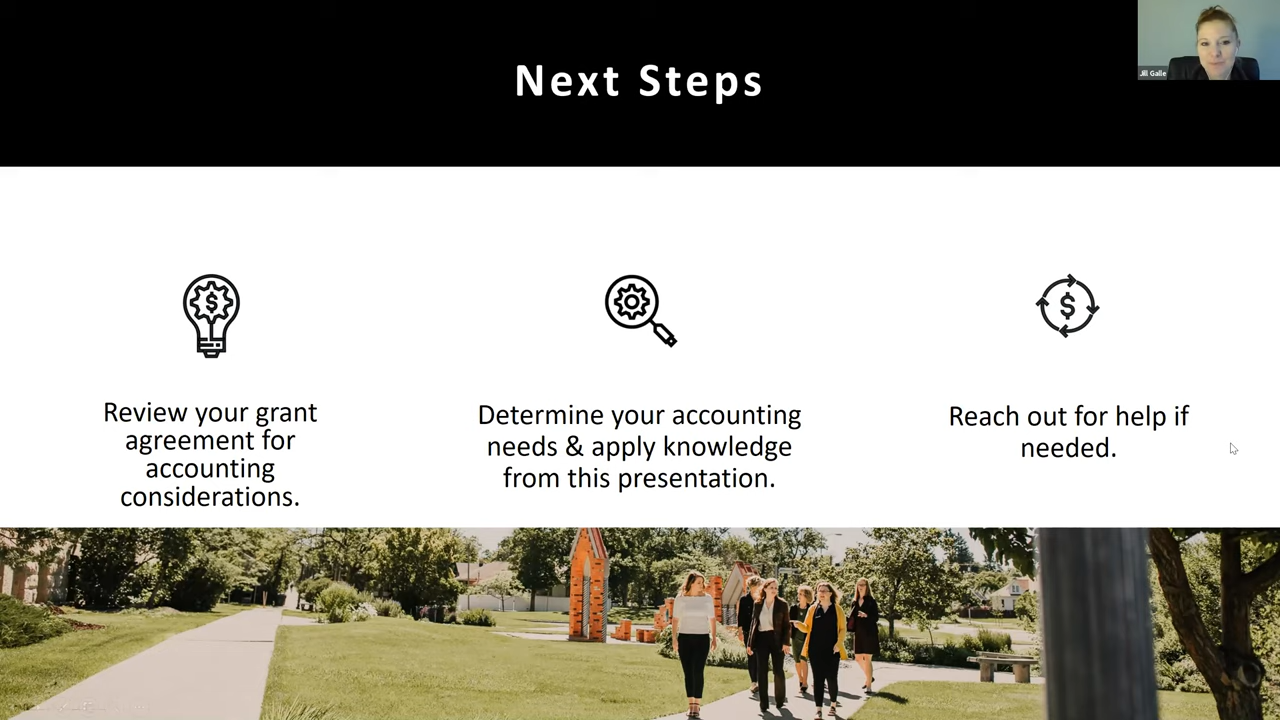 Next Steps
Jill Galle
Review your grant
agreement for
accounting
considerations.
Determine your accounting
needs & apply knowledge
from this presentation.
Reach out for help if
needed.